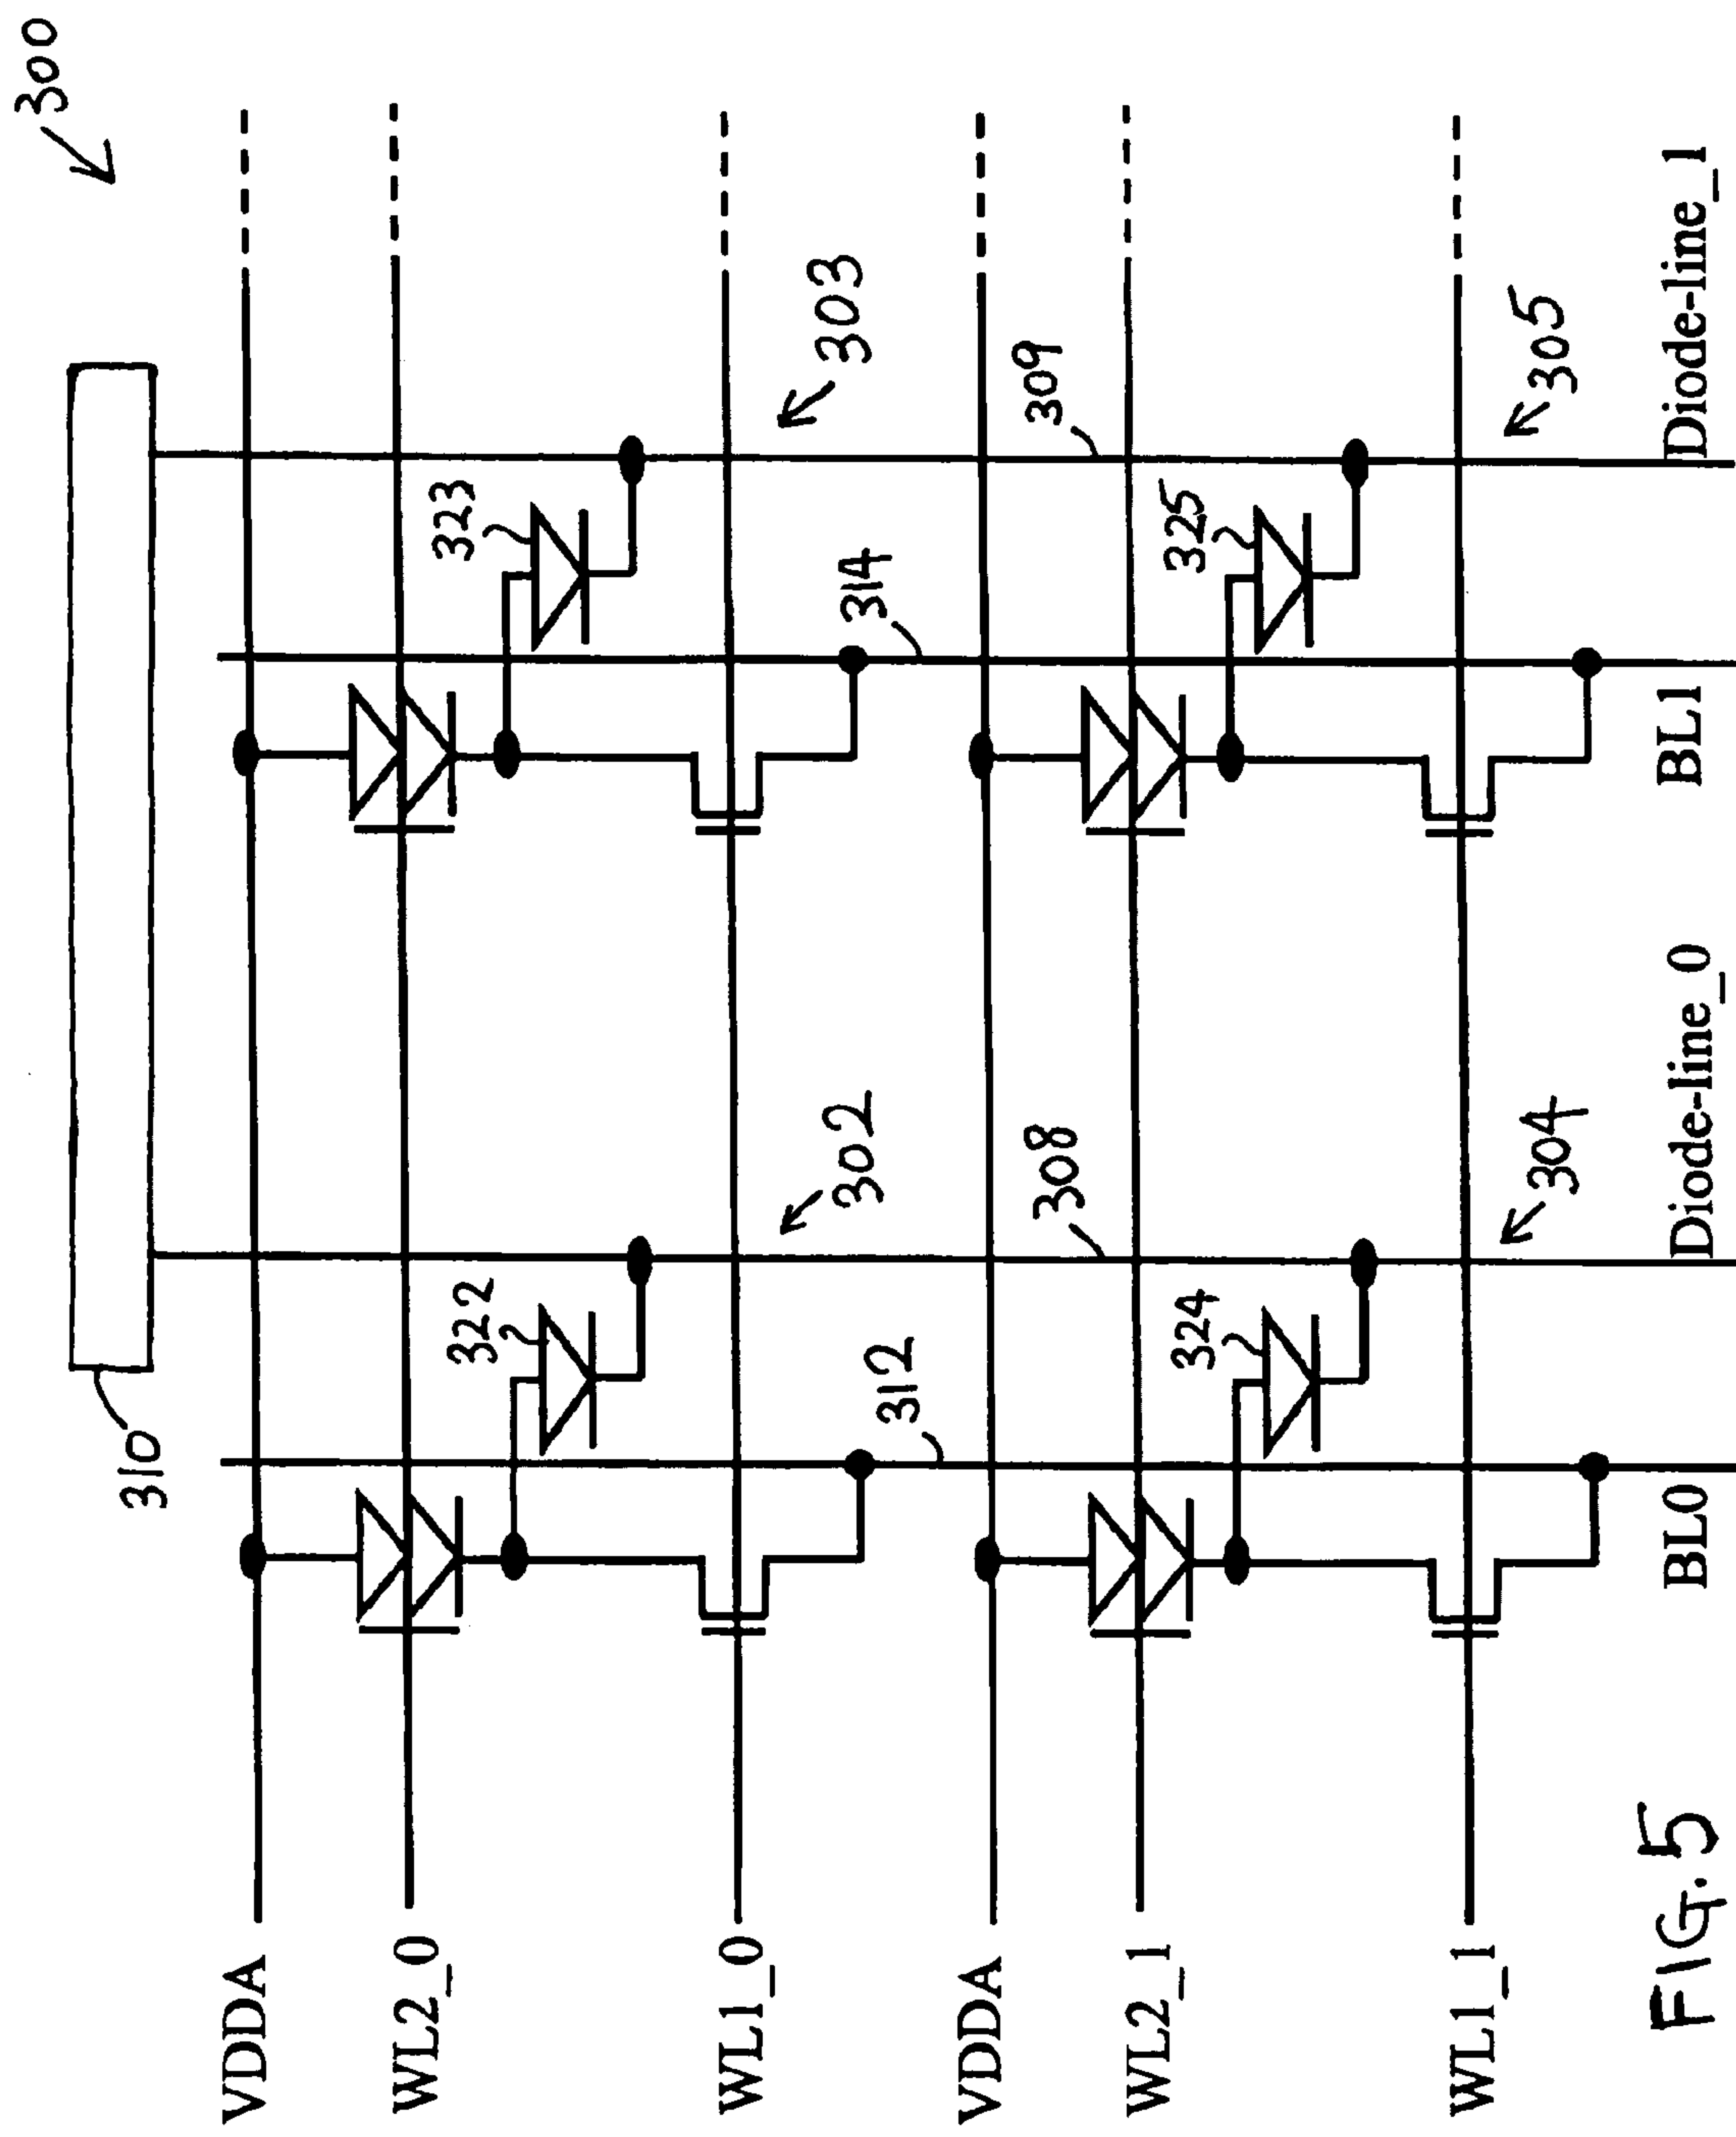 300
310
VDDA
WL2_0
322
323
WL1_0
302
303
312
314
VDDA
308
309
WL2_1
324
325
WL1_1
304
305
BL0
Diode-line_0
BL1
Diode-line_1
FIG. 5